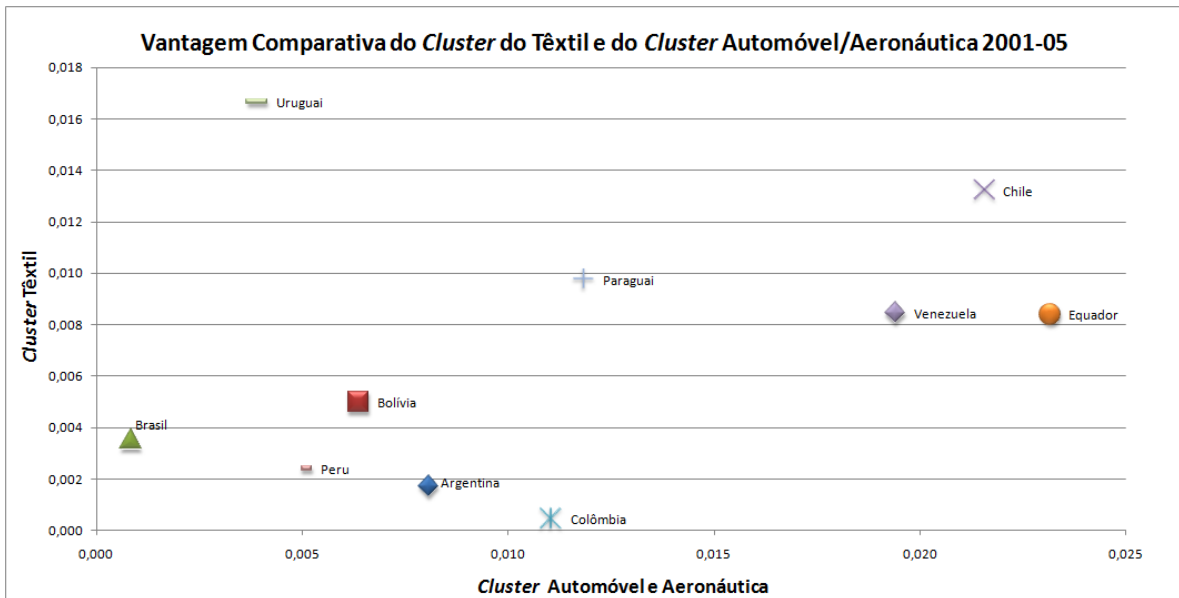 Vantagem Comparativa do Cluster do Têxtil e do Cluster Automóvel/Aeronáutica 2001-05
0,018
0,016
0,014
0,012
0,010
0,008
0,006
0,004
0,002
0,000
Cluster Têxtil
Uruguai
Chile
Paraguai
Venezuela
Equador
Bolívia
Brasil
Peru
Argentina
Colômbia
0,000
0,005
0,010
0,015
0,020
0,025
Cluster Automóvel e Aeronáutica